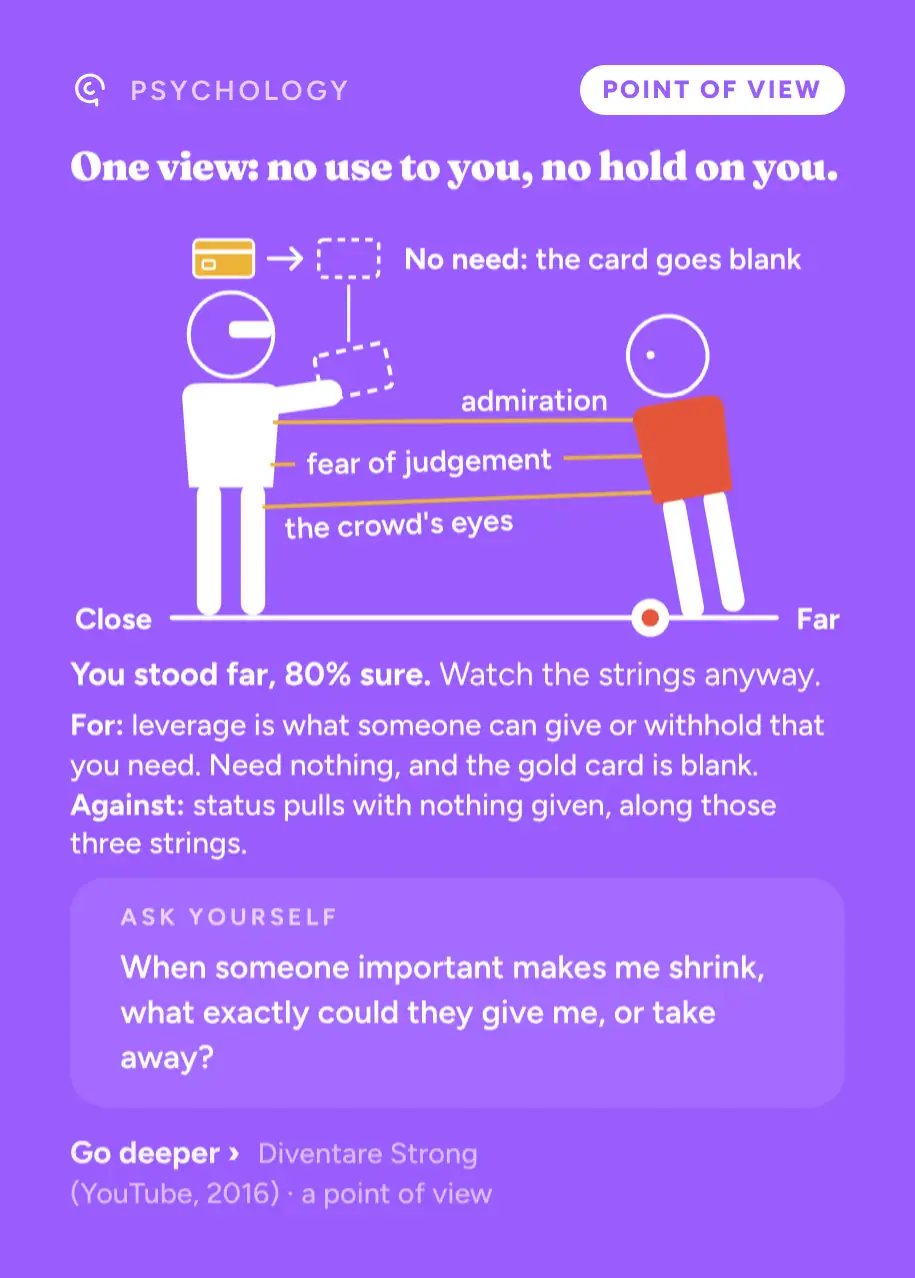 PSYCHOLOGY
POINT OF VIEW
One view: no use to you, no hold on you.
No need: the card goes blank
admiration
fear of judgement
the crowd's eyes
Close
Far
You stood far, 80% sure. Watch the strings anyway.
For: leverage is what someone can give or withhold that
you need. Need nothing, and the gold card is blank.
Against: status pulls with nothing given, along those
three strings.
ASK YOURSELF
When someone important makes me shrink,
what exactly could they give me, or take
away?
Go deeper › Diventare Strong
(YouTube, 2016) · a point of view